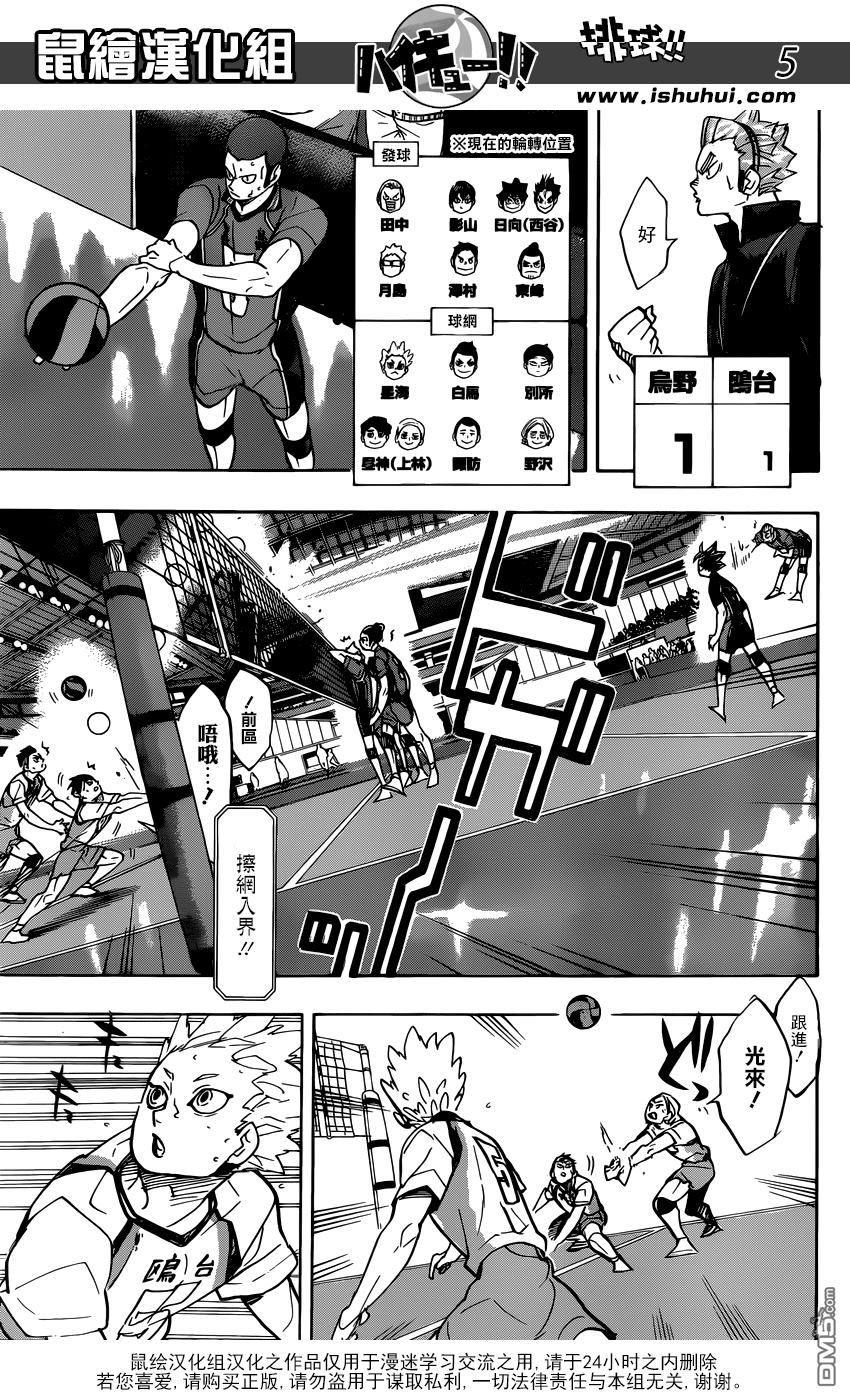 鼠繪漢化組
ハイキュー!!
排球!!
5
www.ishuhui.com
好
烏野 鷗台
1 1
※現在的輪轉位置
發球
田中 影山 日向(西谷)
月島 澤村 東峰
球網
星海 白馬 別所
昼神(上林) 諏訪 野沢
前區!
唔哦…!
擦網入界!!
跟進!
光來!
5
鷗台
鼠绘汉化组汉化之作品仅用于漫迷学习交流之用, 请于24小时之内删除
若您喜爱, 请购买正版, 请勿盗用于谋取私利, 一切法律责任与本组无关, 谢谢。
DM5.com